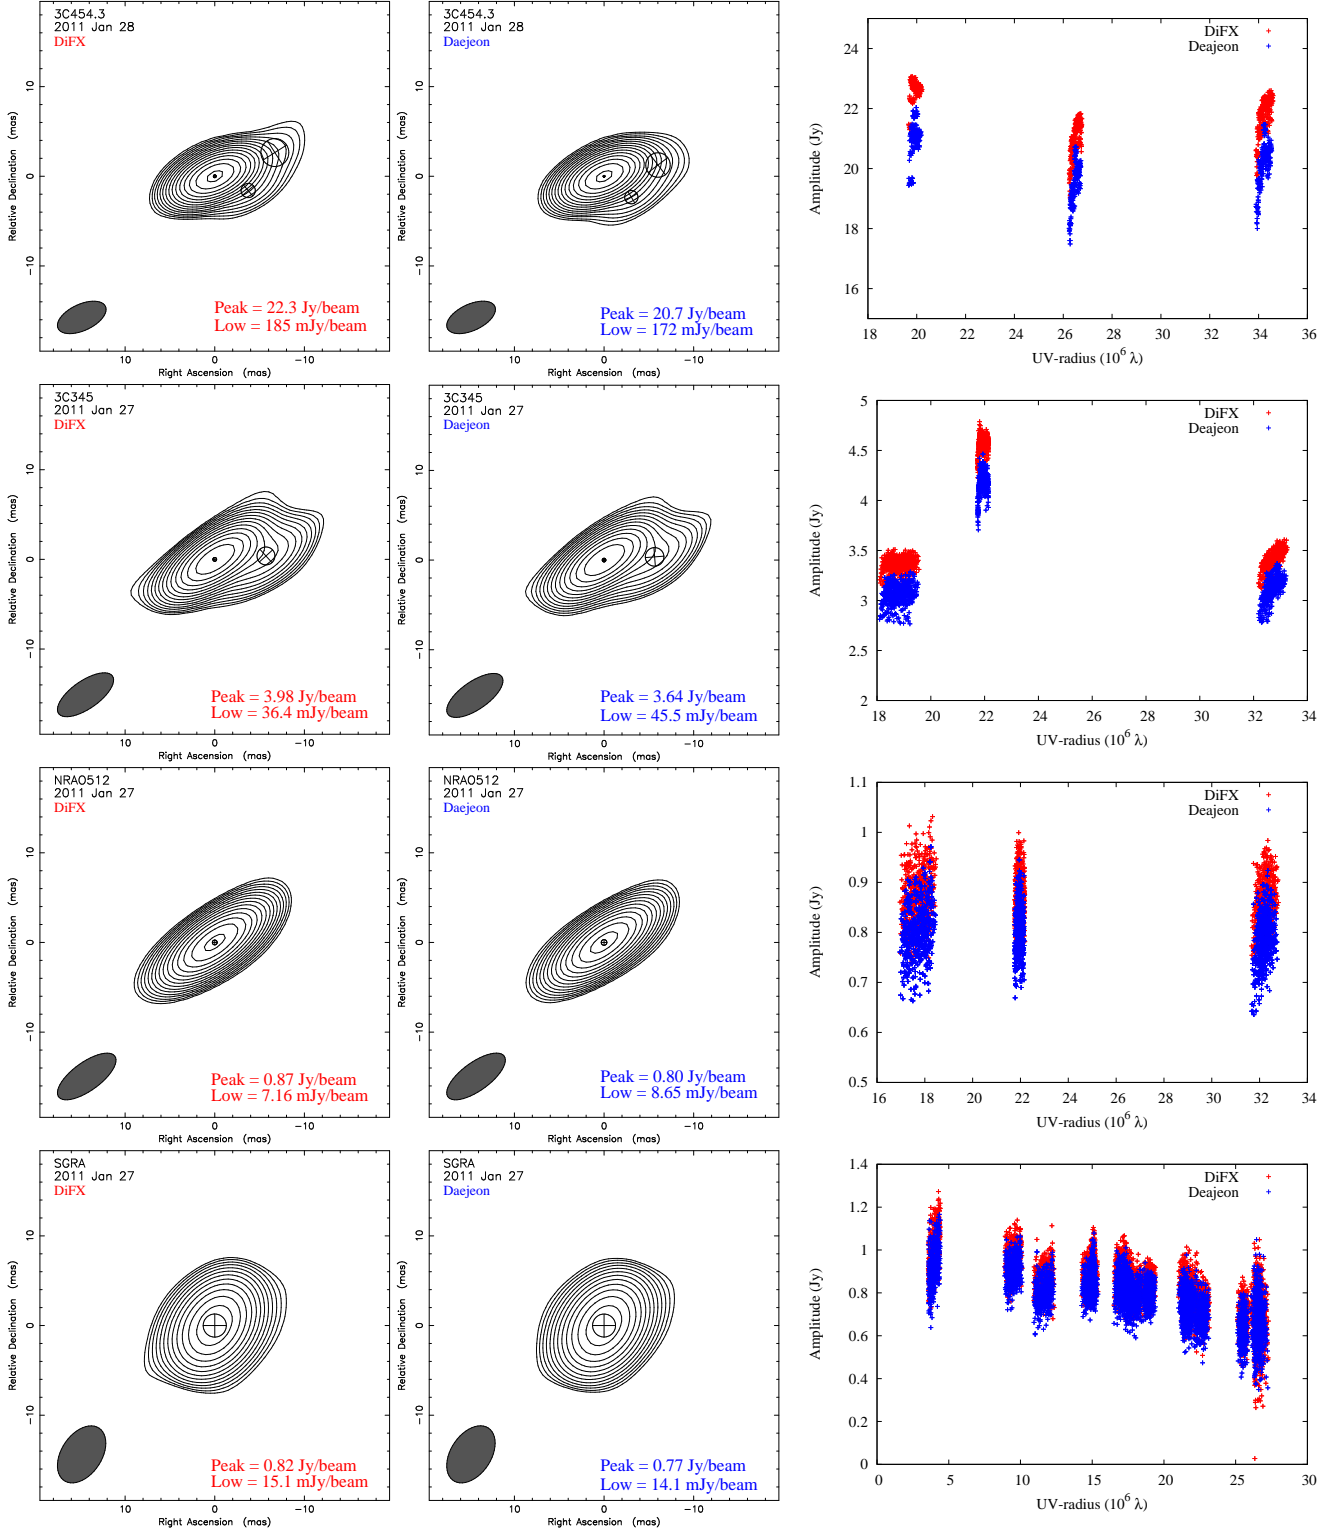 3C454.3
2011 Jan 28
DiFX
Relative Declination (mas)
10
0
−10
Peak = 22.3 Jy/beam
Low = 185 mJy/beam
10
0
−10
Right Ascension (mas)
3C454.3
2011 Jan 28
Daejeon
Relative Declination (mas)
10
0
−10
Peak = 20.7 Jy/beam
Low = 172 mJy/beam
10
0
−10
Right Ascension (mas)
DiFX
Deajeon
Amplitude (Jy)
24
22
20
18
16
18 20 22 24 26 28 30 32 34 36
UV-radius (10^6 λ)
3C345
2011 Jan 27
DiFX
Relative Declination (mas)
10
0
−10
Peak = 3.98 Jy/beam
Low = 36.4 mJy/beam
10
0
−10
Right Ascension (mas)
3C345
2011 Jan 27
Daejeon
Relative Declination (mas)
10
0
−10
Peak = 3.64 Jy/beam
Low = 45.5 mJy/beam
10
0
−10
Right Ascension (mas)
DiFX
Deajeon
Amplitude (Jy)
5
4.5
4
3.5
3
2.5
2
18 20 22 24 26 28 30 32 34
UV-radius (10^6 λ)
NRAO512
2011 Jan 27
DiFX
Relative Declination (mas)
10
0
−10
Peak = 0.87 Jy/beam
Low = 7.16 mJy/beam
10
0
−10
Right Ascension (mas)
NRAO512
2011 Jan 27
Daejeon
Relative Declination (mas)
10
0
−10
Peak = 0.80 Jy/beam
Low = 8.65 mJy/beam
10
0
−10
Right Ascension (mas)
DiFX
Deajeon
Amplitude (Jy)
1.1
1
0.9
0.8
0.7
0.6
0.5
16 18 20 22 24 26 28 30 32 34
UV-radius (10^6 λ)
SGRA
2011 Jan 27
DiFX
Relative Declination (mas)
10
0
−10
Peak = 0.82 Jy/beam
Low = 15.1 mJy/beam
10
0
−10
Right Ascension (mas)
SGRA
2011 Jan 27
Daejeon
Relative Declination (mas)
10
0
−10
Peak = 0.77 Jy/beam
Low = 14.1 mJy/beam
10
0
−10
Right Ascension (mas)
DiFX
Deajeon
Amplitude (Jy)
1.4
1.2
1
0.8
0.6
0.4
0.2
0
0 5 10 15 20 25 30
UV-radius (10^6 λ)